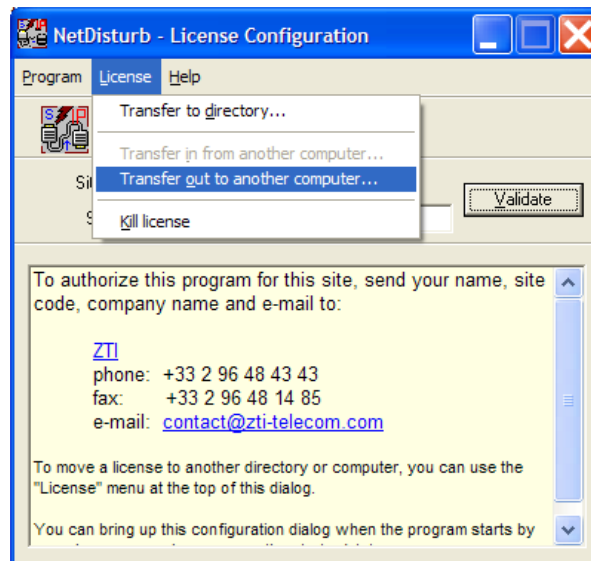 NetDisturb - License Configuration
Program License Help
Transfer to directory...
Transfer in from another computer...
Transfer out to another computer...
Kill license
Validate
To authorize this program for this site, send your name, site
code, company name and e-mail to:
ZTI
phone: +33 2 96 48 43 43
fax: +33 2 96 48 14 85
e-mail: contact@zti-telecom.com
To move a license to another directory or computer, you can use the
"License" menu at the top of this dialog.
You can bring up this configuration dialog when the program starts by